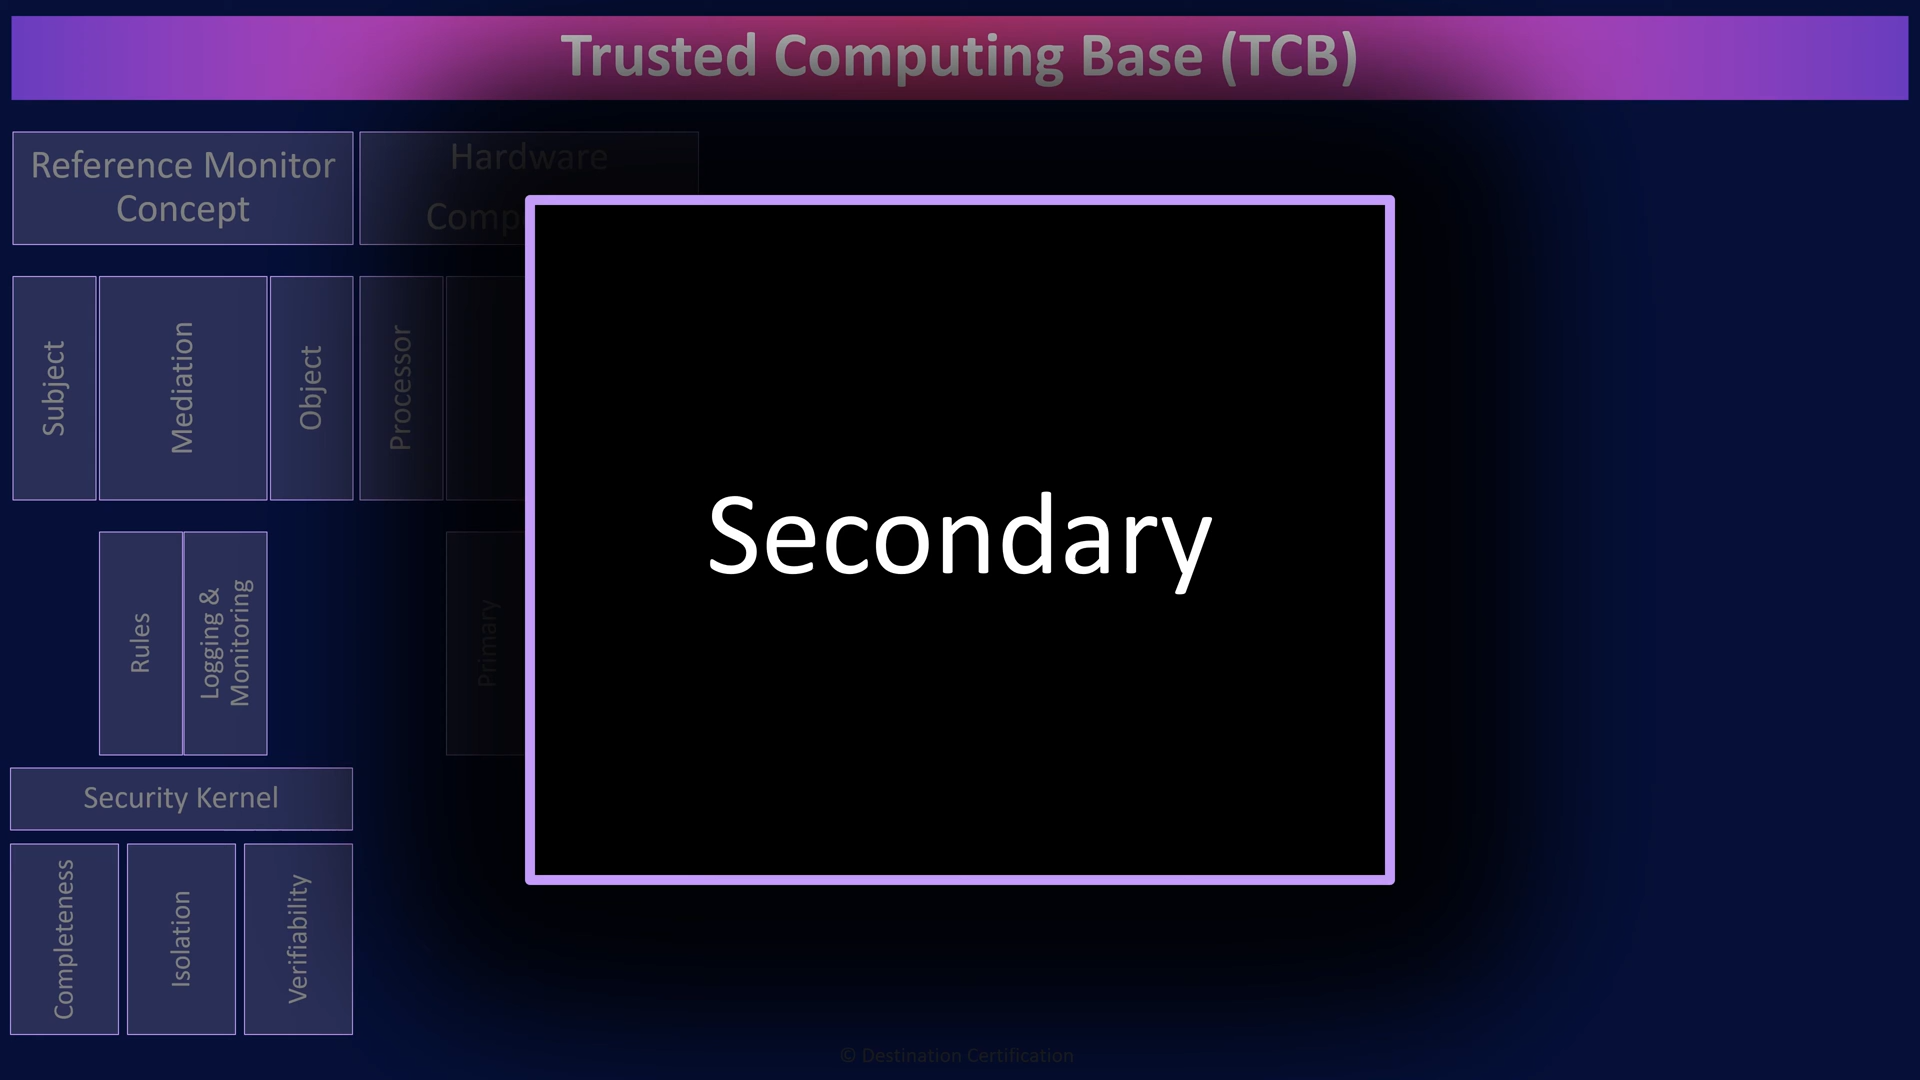 Trusted Computing Base (TCB)
Reference Monitor
Concept
Hardware
Subject
Mediation
Object
Processor
Secondary
Rules
Logging &
Monitoring
Primary
Security Kernel
Completeness
Isolation
Verifiability
© Destination Certification